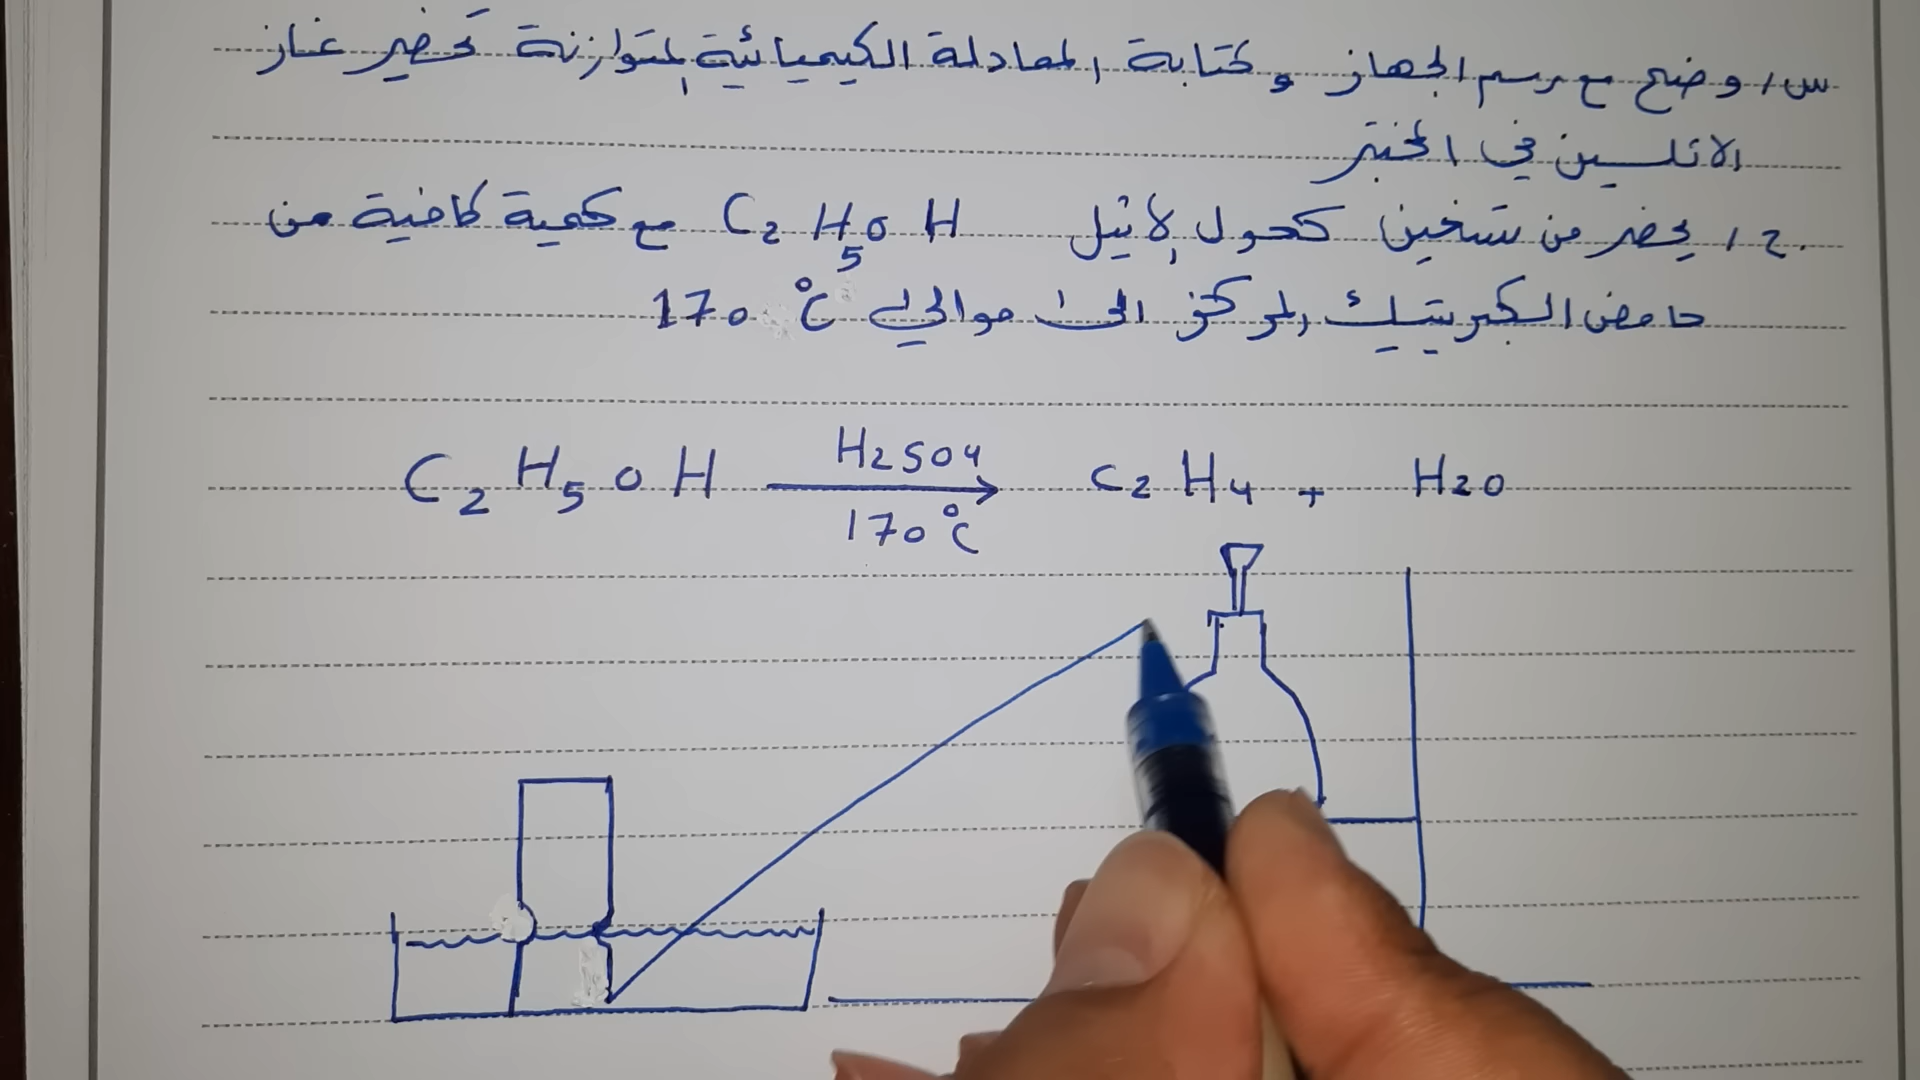 س/ وضح مع رسم الجهاز وكتابة المعادلة الكيميائية المتوازنة تحضير غاز
الاثلين في المختبر
ج/ يحضر من تسخين كحول الاثيل C2H5OH مع كمية كافية من
حامض الكبريتيك المركز الى حوالي 170 °C
C2H5OH H2SO4 170 °C → C2H4 + H2O